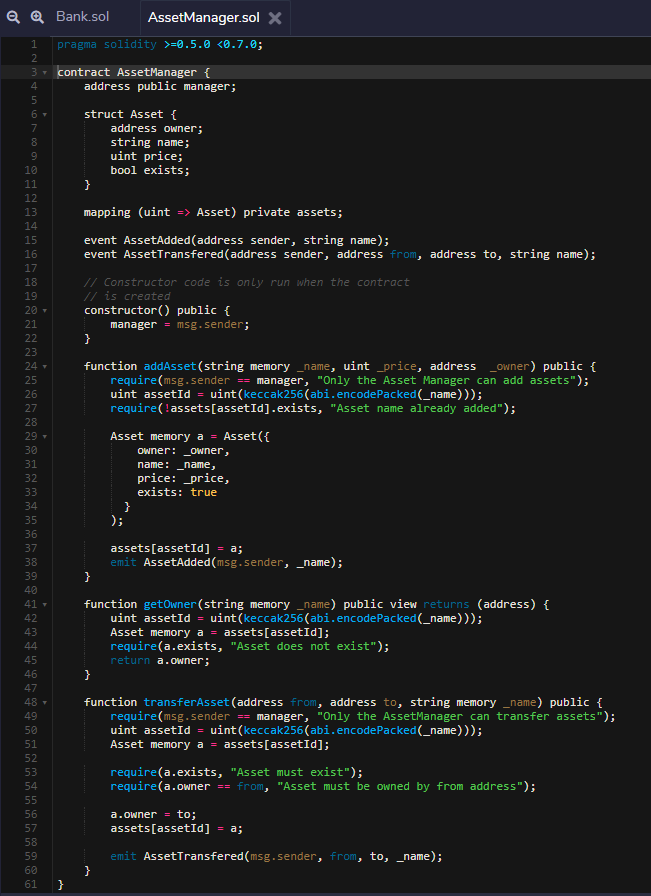 Bank.sol AssetManager.sol
1 pragma solidity >=0.5.0 <0.7.0;
2
3 contract AssetManager {
4     address public manager;
5
6     struct Asset {
7         address owner;
8         string name;
9         uint price;
10         bool exists;
11     }
12
13     mapping (uint => Asset) private assets;
14
15     event AssetAdded(address sender, string name);
16     event AssetTransfered(address sender, address from, address to, string name);
17
18     // Constructor code is only run when the contract
19     // is created
20     constructor() public {
21         manager = msg.sender;
22     }
23
24     function addAsset(string memory _name, uint _price, address  _owner) public {
25         require(msg.sender == manager, "Only the Asset Manager can add assets");
26         uint assetId = uint(keccak256(abi.encodePacked(_name)));
27         require(!assets[assetId].exists, "Asset name already added");
28
29         Asset memory a = Asset({
30             owner: _owner,
31             name: _name,
32             price: _price,
33             exists: true
34           }
35         );
36
37         assets[assetId] = a;
38         emit AssetAdded(msg.sender, _name);
39     }
40
41     function getOwner(string memory _name) public view returns (address) {
42         uint assetId = uint(keccak256(abi.encodePacked(_name)));
43         Asset memory a = assets[assetId];
44         require(a.exists, "Asset does not exist");
45         return a.owner;
46     }
47
48     function transferAsset(address from, address to, string memory _name) public {
49         require(msg.sender == manager, "Only the AssetManager can transfer assets");
50         uint assetId = uint(keccak256(abi.encodePacked(_name)));
51         Asset memory a = assets[assetId];
52
53         require(a.exists, "Asset must exist");
54         require(a.owner == from, "Asset must be owned by from address");
55
56         a.owner = to;
57         assets[assetId] = a;
58
59         emit AssetTransfered(msg.sender, from, to, _name);
60     }
61 }